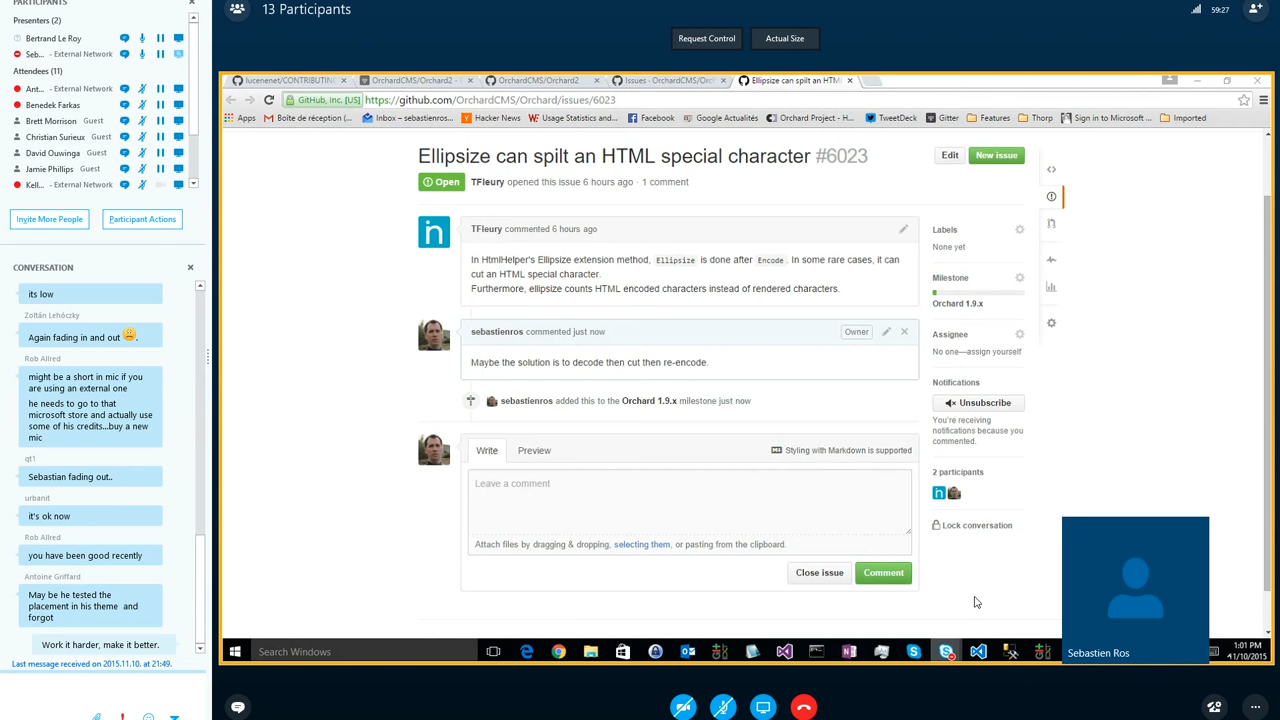 PARTICIPANTS
Presenters (2)
Bertrand Le Roy
Seb... - External Network
Attendees (11)
Ant... - External Network
Benedek Farkas
Brett Morrison Guest
Christian Surieux Guest
David Ouwinga Guest
Jamie Phillips Guest
Kell... - External Network
Invite More People
Participant Actions
CONVERSATION
its low
Zoltán Lehóczky
Again fading in and out .
Rob Allred
might be a short in mic if you
are using an external one
he needs to go to that
microsoft store and actually use
some of his credits...buy a new
mic
qt1
Sebastian fading out..
urbanit
it's ok now
Rob Allred
you have been good recently
Antoine Griffard
May be he tested the
placement in his theme and
forgot
Work it harder, make it better.
Last message received on 2015.11.10. at 21:49.
13 Participants
59:27
Request Control
Actual Size
lucenenet/CONTRIBUTIN
OrchardCMS/Orchard2 -
OrchardCMS/Orchard2
Issues - OrchardCMS/Orc
Ellipsize can spilt an HTM
GitHub, Inc. [US] https://github.com/OrchardCMS/Orchard/issues/6023
Apps Boîte de réception (... Inbox – sebastienros... Hacker News Usage Statistics and... Facebook Google Actualités Orchard Project - H... TweetDeck Gitter Features Thorp Sign in to Microsoft ... Imported
Ellipsize can spilt an HTML special character #6023
Edit
New issue
Open
TFleury opened this issue 6 hours ago · 1 comment
TFleury commented 6 hours ago
In HtmlHelper's Ellipsize extension method, Ellipsize is done after Encode. In some rare cases, it can
cut an HTML special character.
Furthermore, ellipsize counts HTML encoded characters instead of rendered characters.
sebastienros commented just now
Owner
Maybe the solution is to decode then cut then re-encode.
sebastienros added this to the Orchard 1.9.x milestone just now
Write
Preview
Styling with Markdown is supported
Leave a comment
Attach files by dragging & dropping, selecting them, or pasting from the clipboard.
Close issue
Comment
Labels
None yet
Milestone
Orchard 1.9.x
Assignee
No one—assign yourself
Notifications
Unsubscribe
You're receiving
notifications because you
commented.
2 participants
Lock conversation
Sebastien Ros
Search Windows
1:01 PM
11/10/2015